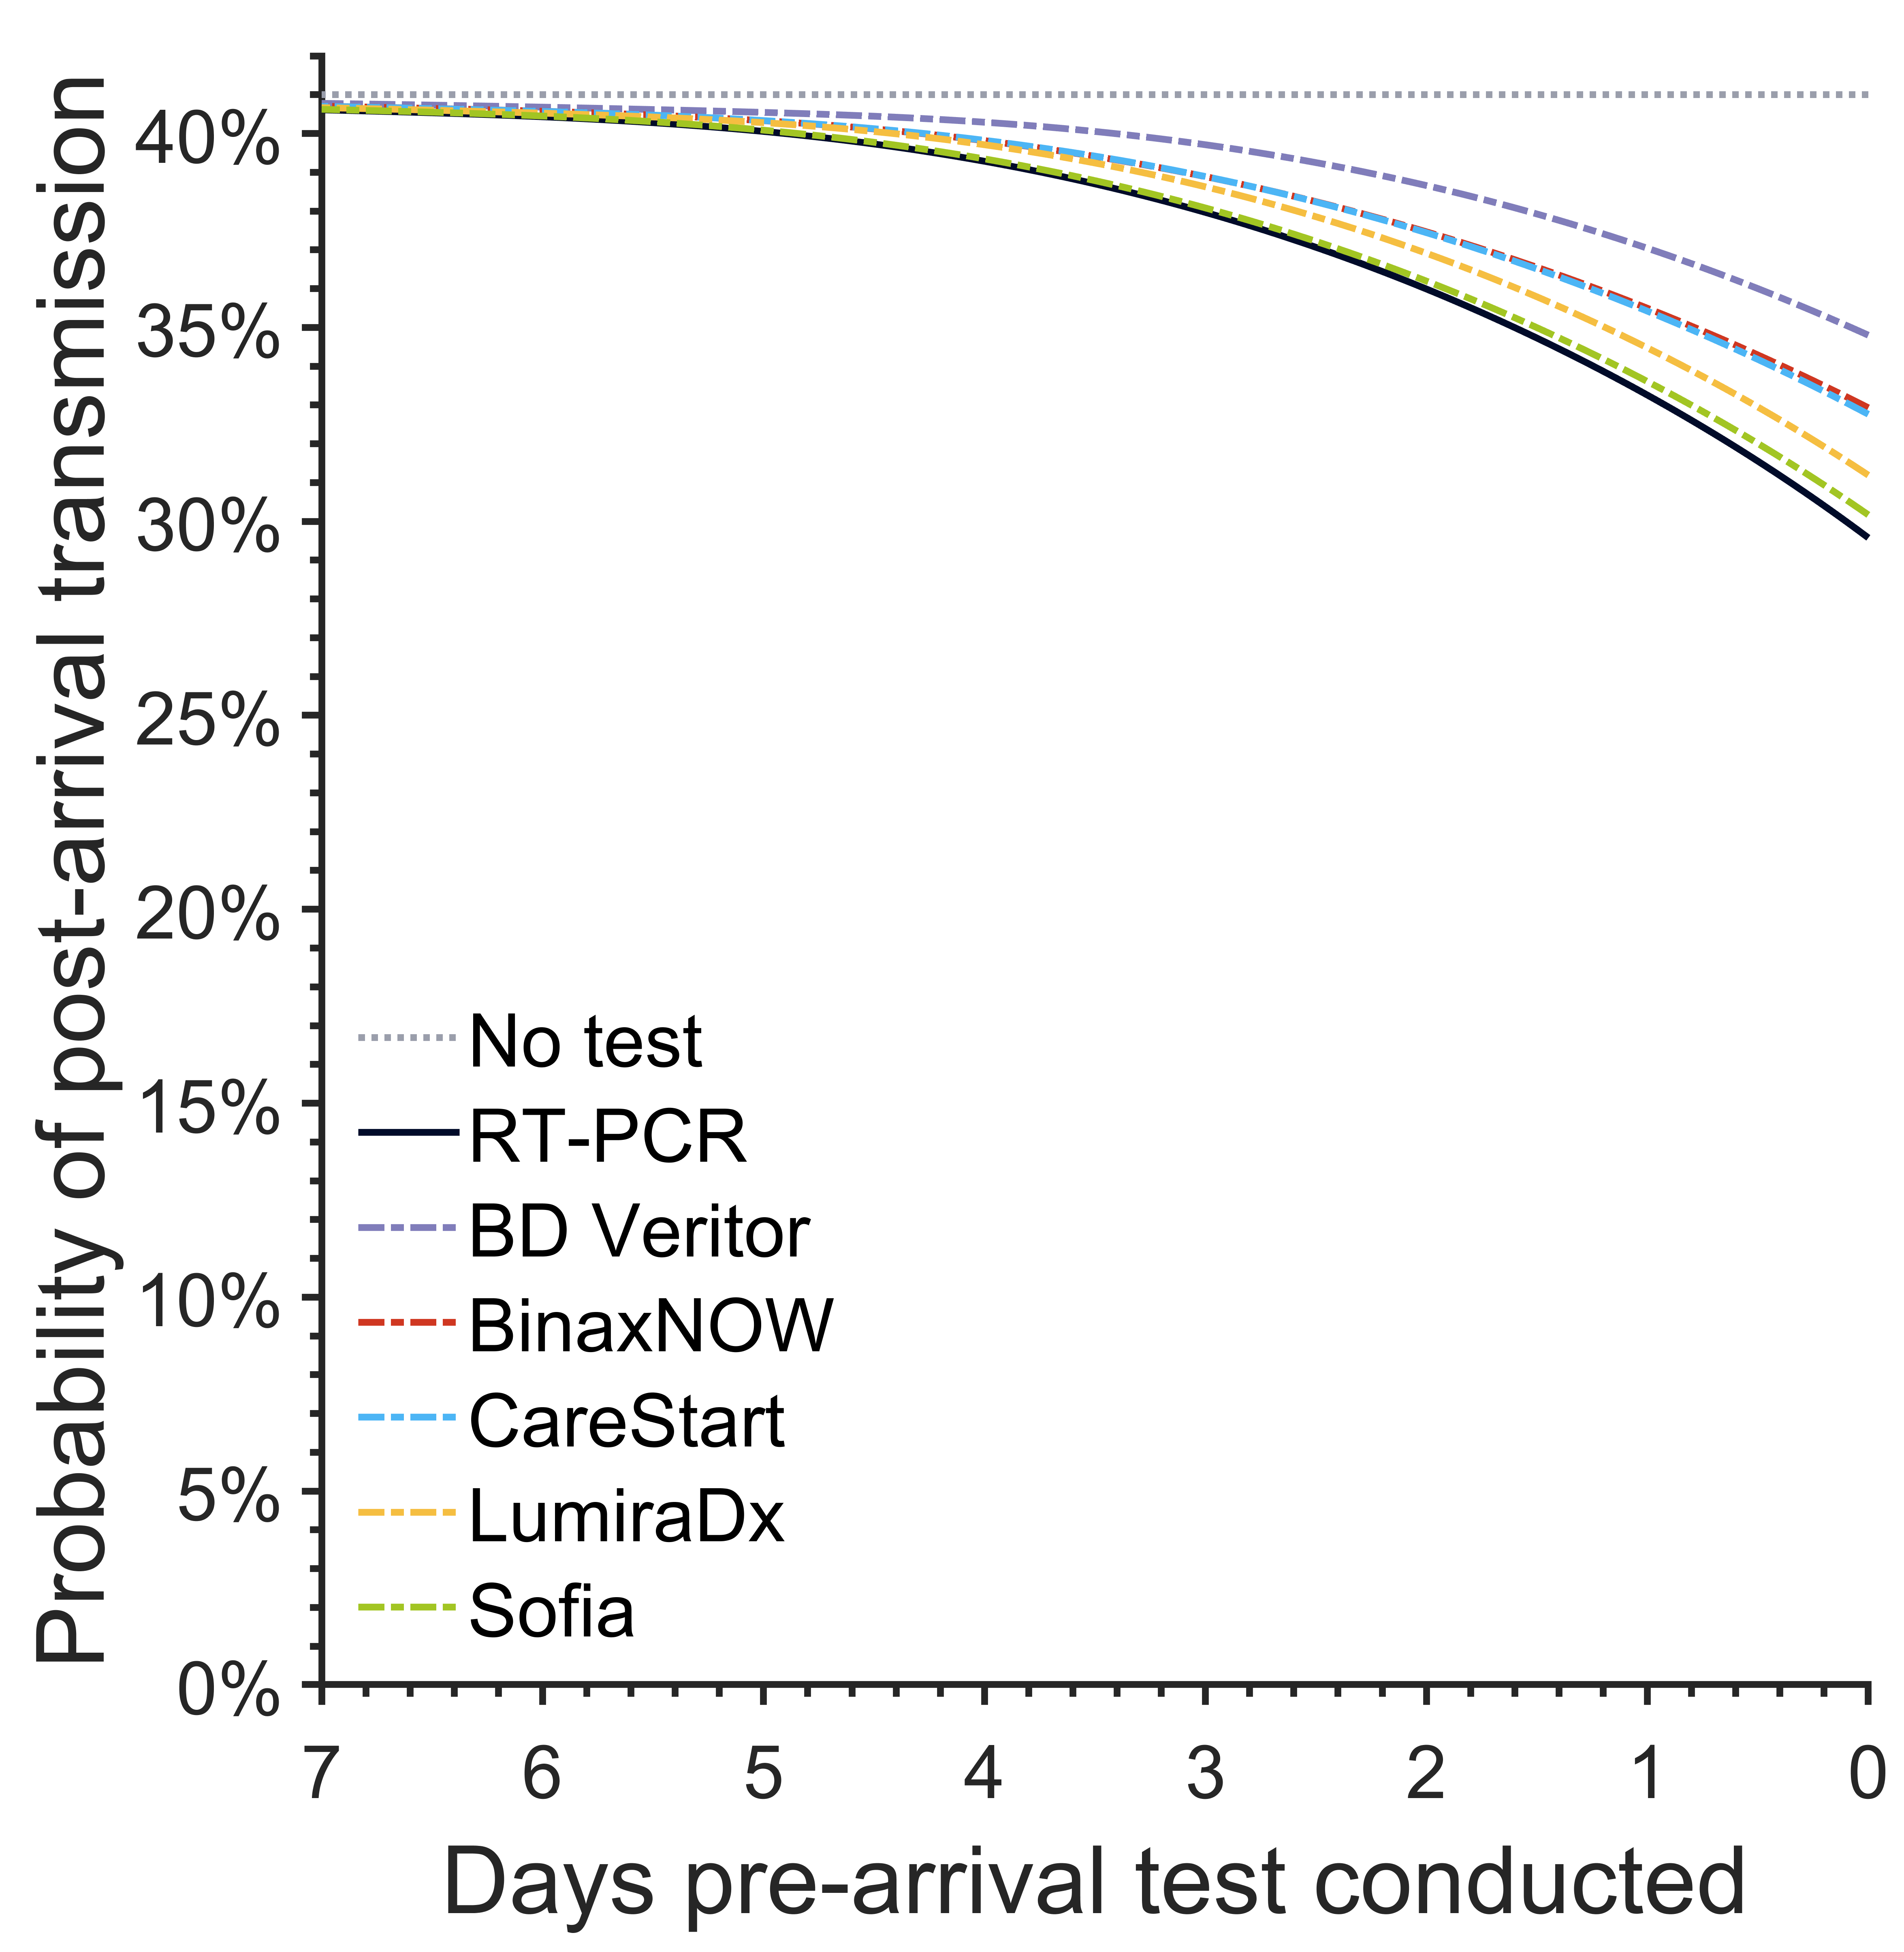 Probability of post-arrival transmission
40%
35%
30%
25%
20%
15%
10%
5%
0%
No test
RT-PCR
BD Veritor
BinaxNOW
CareStart
LumiraDx
Sofia
7 6 5 4 3 2 1 0
Days pre-arrival test conducted